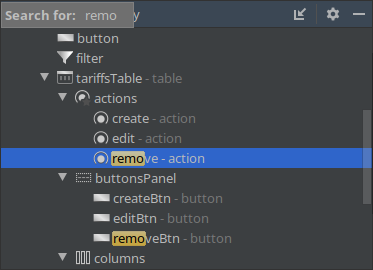 Search for: remo y
button
filter
tariffsTable - table
actions
create - action
edit - action
remove - action
buttonsPanel
createBtn - button
editBtn - button
removeBtn - button
columns